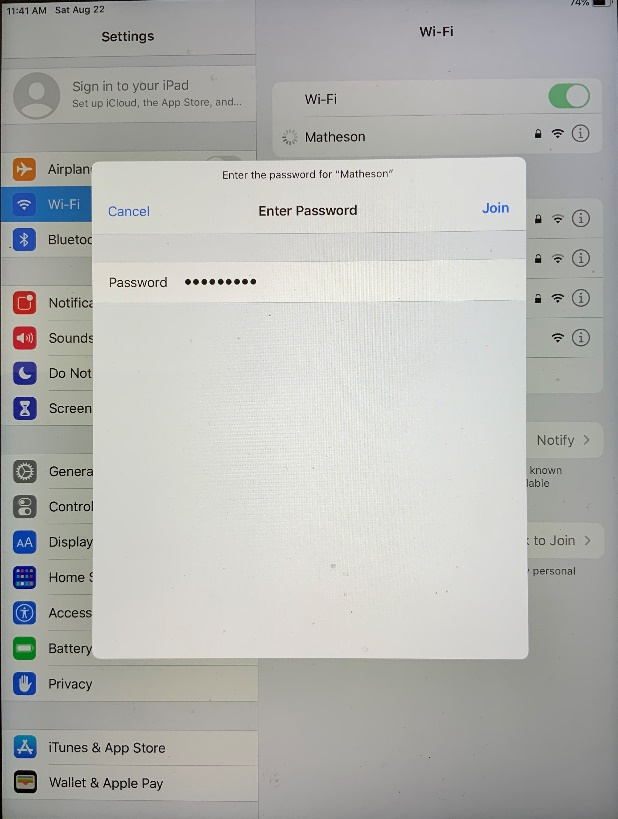 11:41 AM Sat Aug 22
74%
Settings
Wi-Fi
Sign in to your iPad
Set up iCloud, the App Store, and...
Wi-Fi
Matheson
Airplan
Wi-Fi
Bluetoo
Notifica
Sounds
Do Not
Screen
Genera
Control
Display
AA
Home S
Access
Battery
Privacy
iTunes & App Store
Wallet & Apple Pay
Enter the password for “Matheson”
Cancel
Enter Password
Join
Password •••••••••
Notify
known
lable
to Join
personal